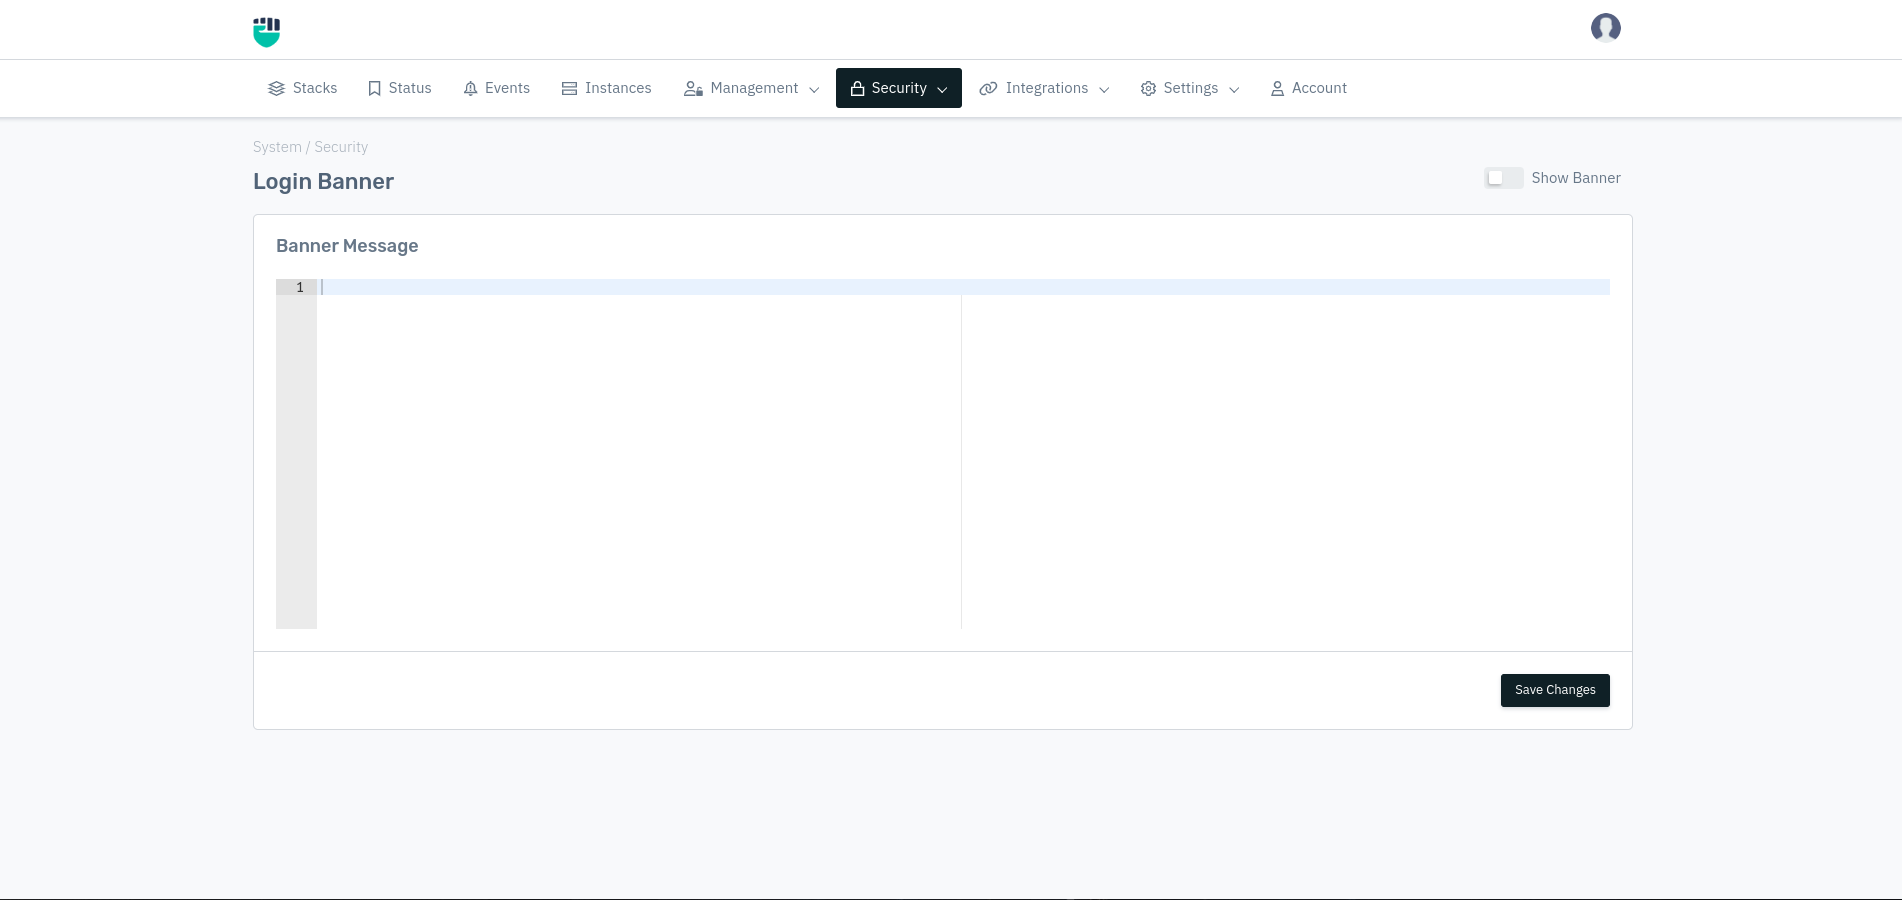 Stacks Status Events Instances Management Security Integrations Settings Account
System / Security
Login Banner
Show Banner
Banner Message
1
Save Changes